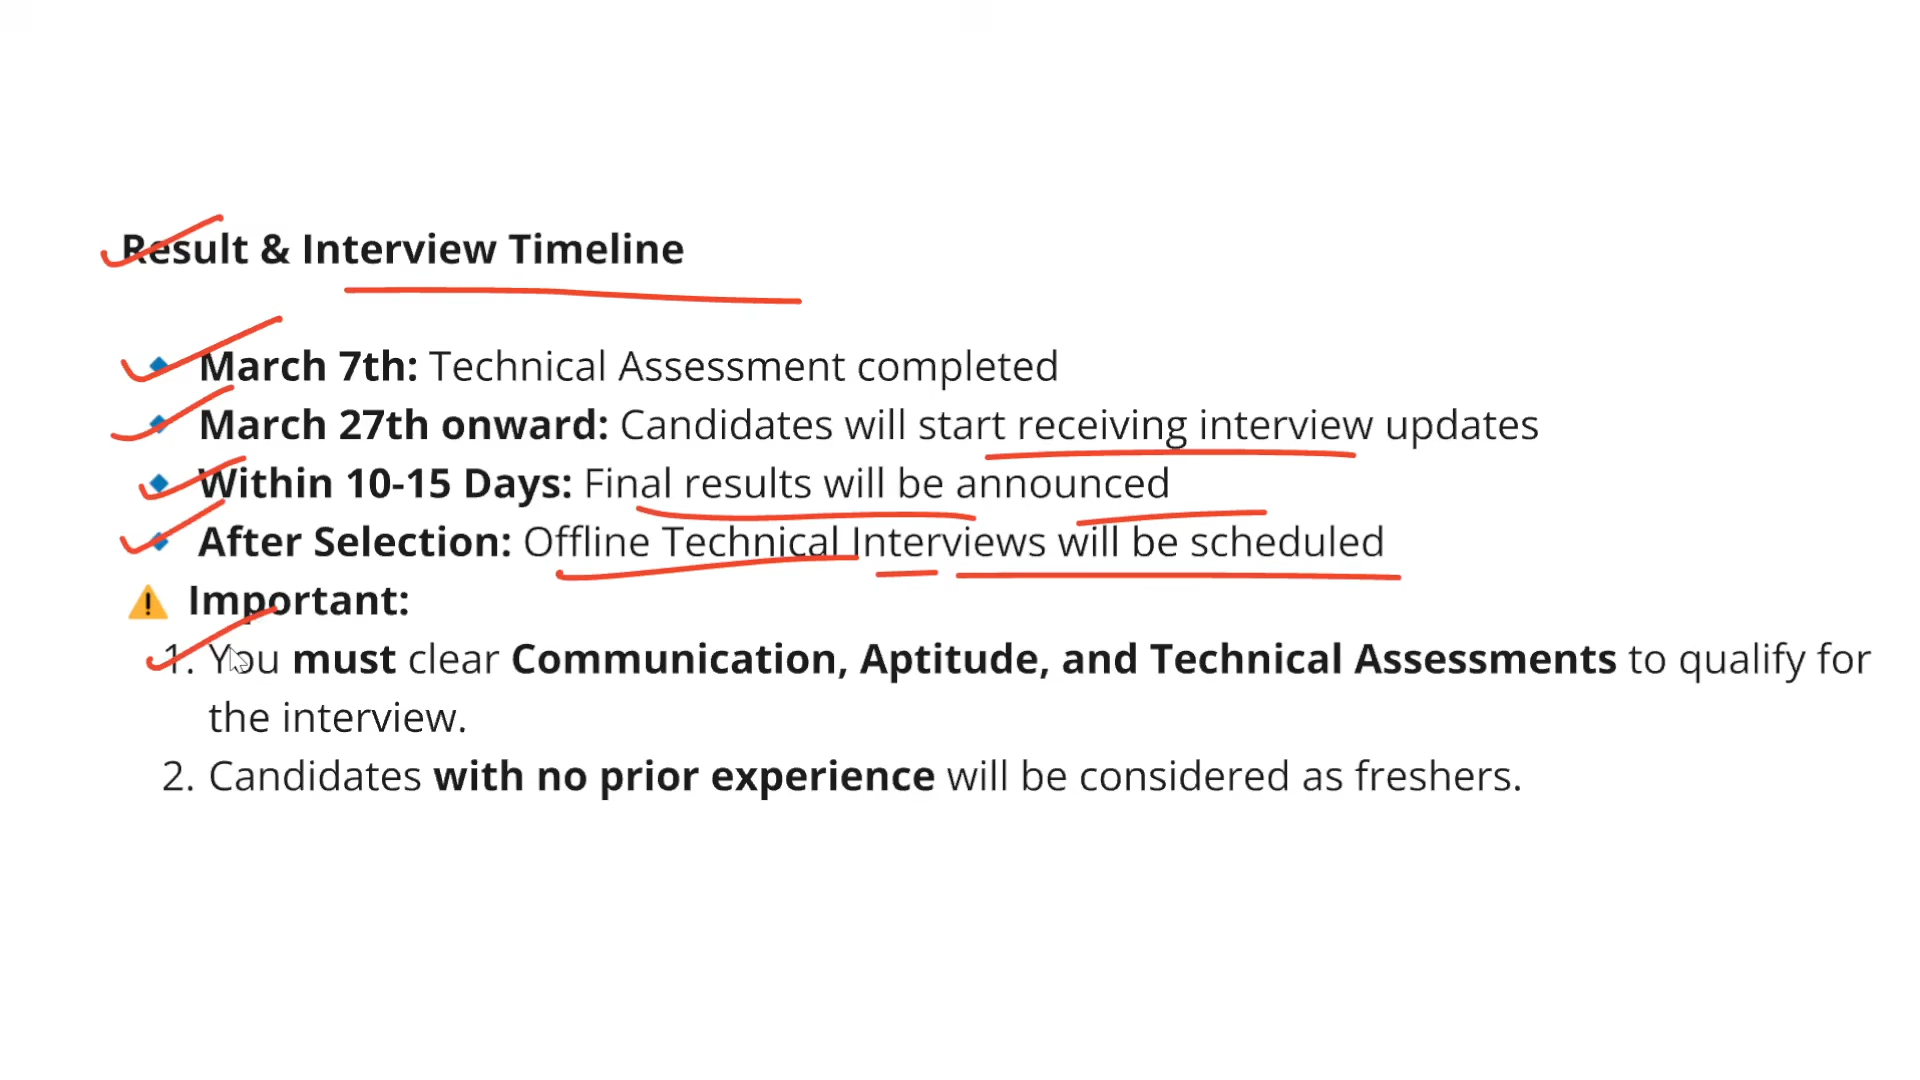 Result & Interview Timeline
March 7th: Technical Assessment completed
March 27th onward: Candidates will start receiving interview updates
Within 10-15 Days: Final results will be announced
After Selection: Offline Technical Interviews will be scheduled
Important:
1. You must clear Communication, Aptitude, and Technical Assessments to qualify for
the interview.
2. Candidates with no prior experience will be considered as freshers.